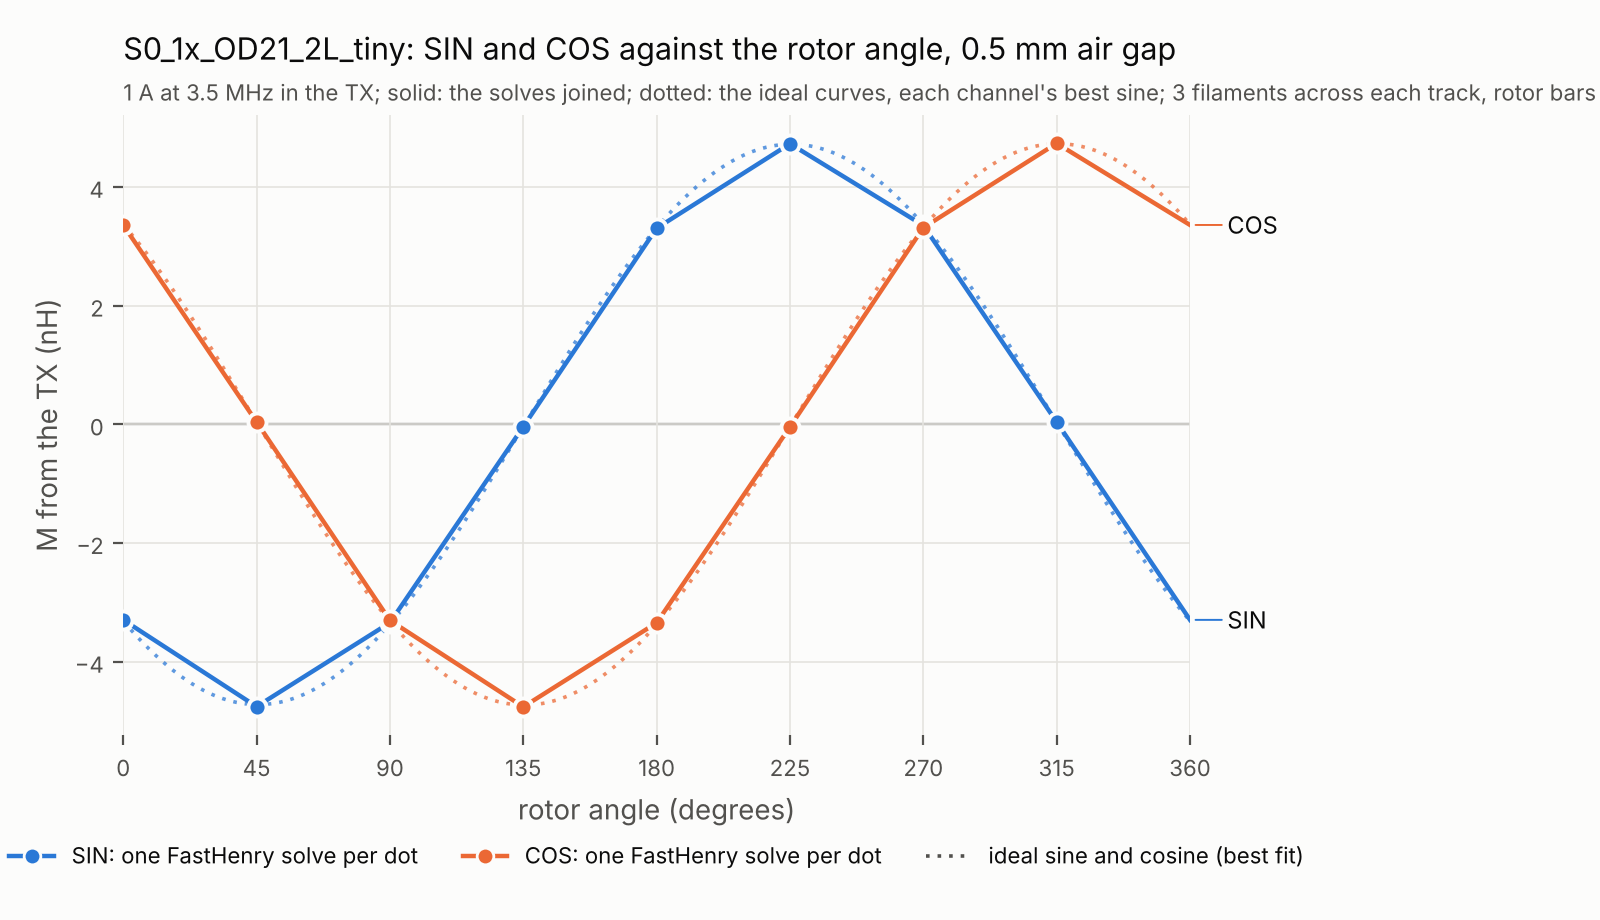 S0_1x_OD21_2L_tiny: SIN and COS against the rotor angle, 0.5 mm air gap
1 A at 3.5 MHz in the TX; solid: the solves joined; dotted: the ideal curves, each channel's best sine; 3 filaments across each track, rotor bars
M from the TX (nH)
4
2
0
−2
−4
COS
SIN
0 45 90 135 180 225 270 315 360
rotor angle (degrees)
SIN: one FastHenry solve per dot COS: one FastHenry solve per dot ideal sine and cosine (best fit)